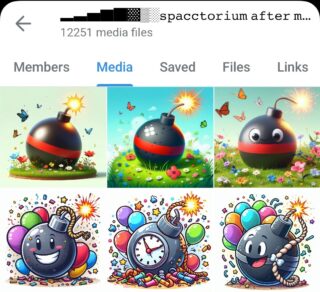 ▁▂▃▄▅▆▇█▓▒░spacctorium after m...
12251 media files
Members Media Saved Files Links